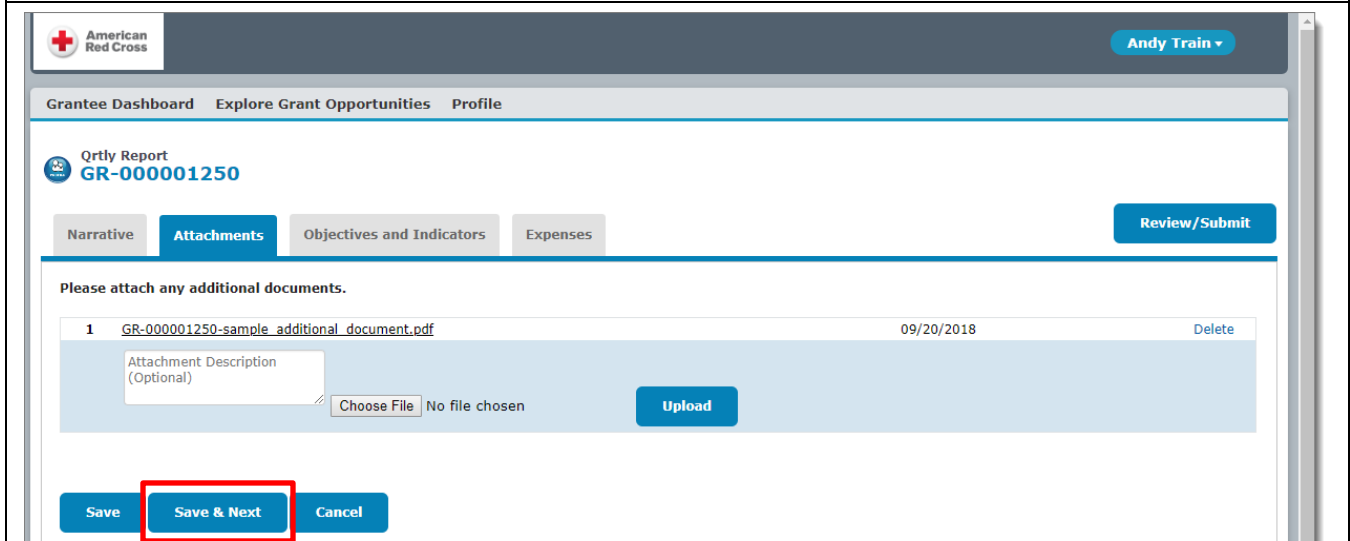 American
Red Cross
Andy Train
Grantee Dashboard Explore Grant Opportunities Profile
Qrtly Report
GR-000001250
Narrative Attachments Objectives and Indicators Expenses Review/Submit
Please attach any additional documents.
1 GR-000001250-sample_additional_document.pdf 09/20/2018 Delete
Attachment Description
(Optional)
Choose File No file chosen Upload
Save Save & Next Cancel